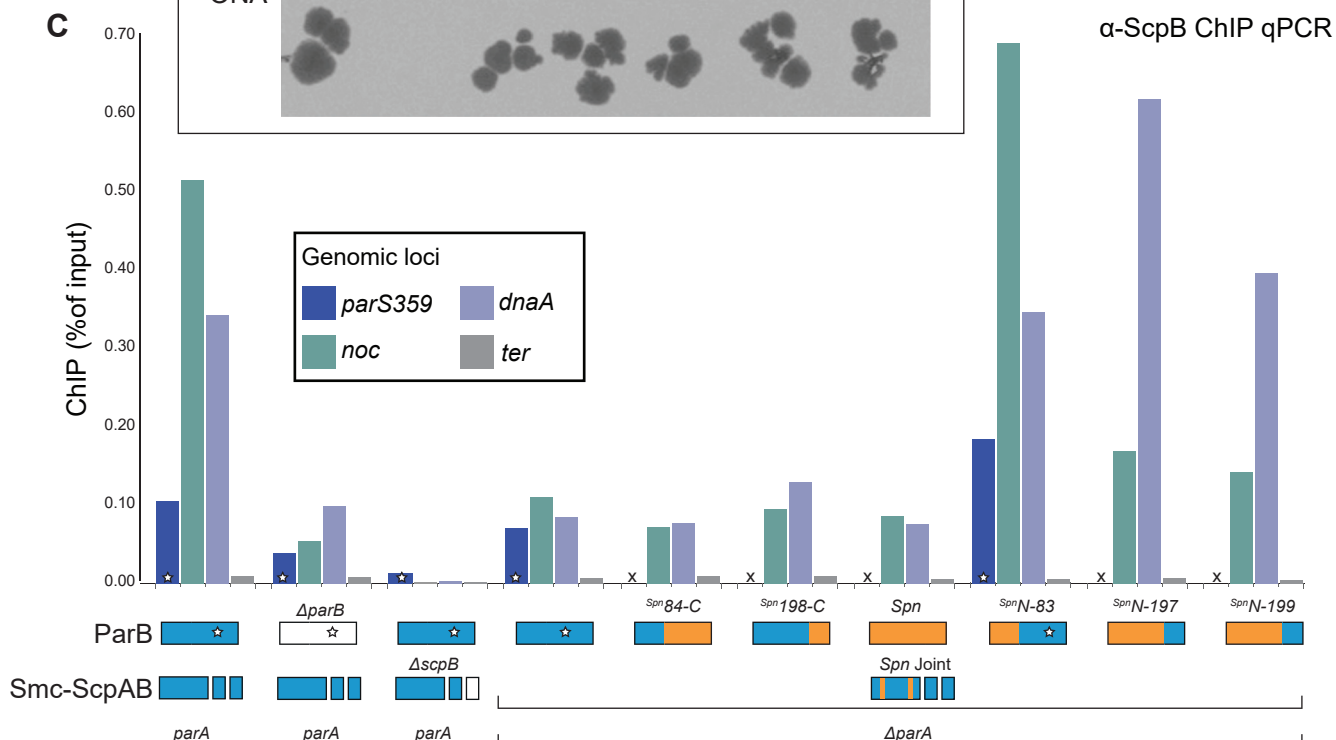 C
α-ScpB ChIP qPCR
ChIP (%of input)
0.70
0.60
0.50
0.40
0.30
0.20
0.10
0.00
Genomic loci
parS359 dnaA
noc ter
x x x x x
ΔparB Spn84-C Spn198-C Spn SpnN-83 SpnN-197 SpnN-199
ParB
ΔscpB Spn Joint
Smc-ScpAB
parA parA parA ΔparA